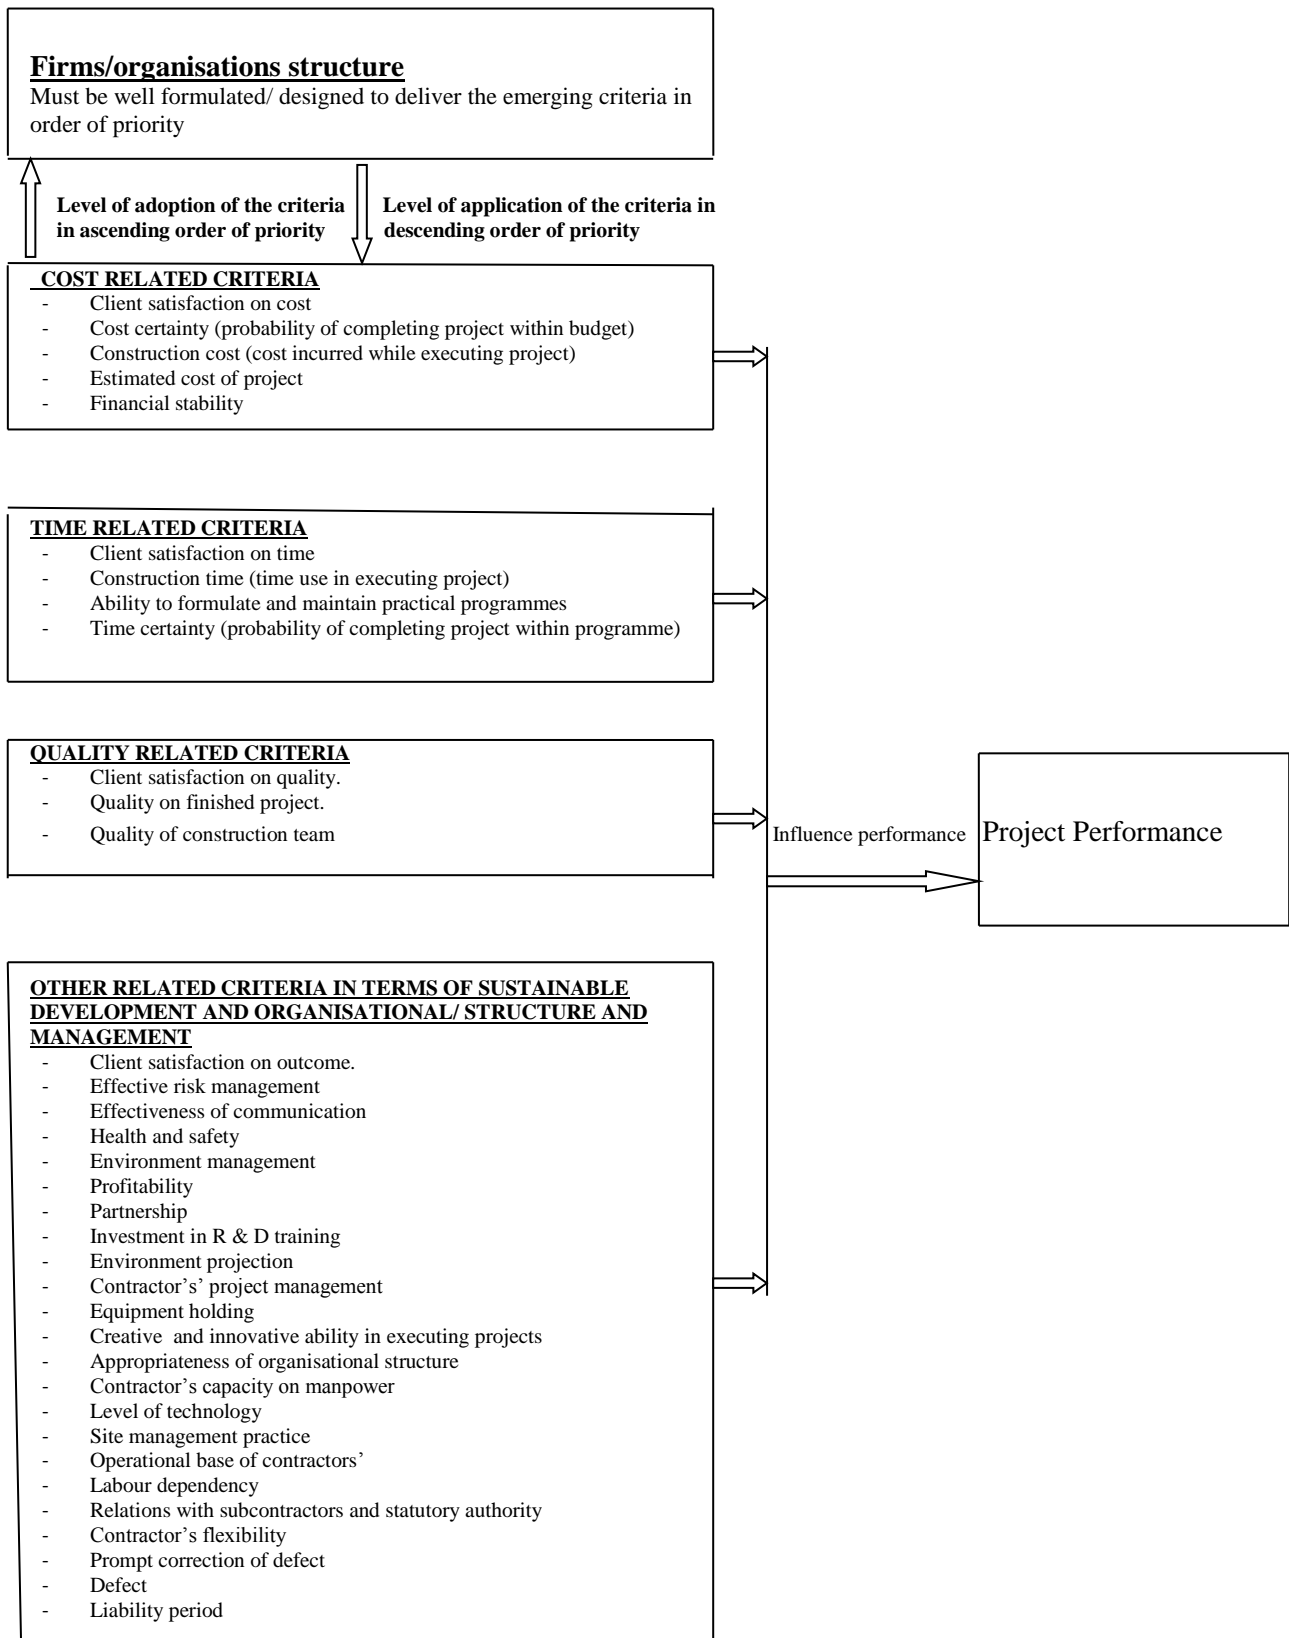 Firms/organisations structure
Must be well formulated/ designed to deliver the emerging criteria in
order of priority
Level of adoption of the criteria
in ascending order of priority
Level of application of the criteria in
descending order of priority
COST RELATED CRITERIA
- Client satisfaction on cost
- Cost certainty (probability of completing project within budget)
- Construction cost (cost incurred while executing project)
- Estimated cost of project
- Financial stability
TIME RELATED CRITERIA
- Client satisfaction on time
- Construction time (time use in executing project)
- Ability to formulate and maintain practical programmes
- Time certainty (probability of completing project within programme)
QUALITY RELATED CRITERIA
- Client satisfaction on quality.
- Quality on finished project.
- Quality of construction team
Influence performance
Project Performance
OTHER RELATED CRITERIA IN TERMS OF SUSTAINABLE
DEVELOPMENT AND ORGANISATIONAL/ STRUCTURE AND
MANAGEMENT
- Client satisfaction on outcome.
- Effective risk management
- Effectiveness of communication
- Health and safety
- Environment management
- Profitability
- Partnership
- Investment in R & D training
- Environment projection
- Contractor’s’ project management
- Equipment holding
- Creative and innovative ability in executing projects
- Appropriateness of organisational structure
- Contractor’s capacity on manpower
- Level of technology
- Site management practice
- Operational base of contractors’
- Labour dependency
- Relations with subcontractors and statutory authority
- Contractor’s flexibility
- Prompt correction of defect
- Defect
- Liability period